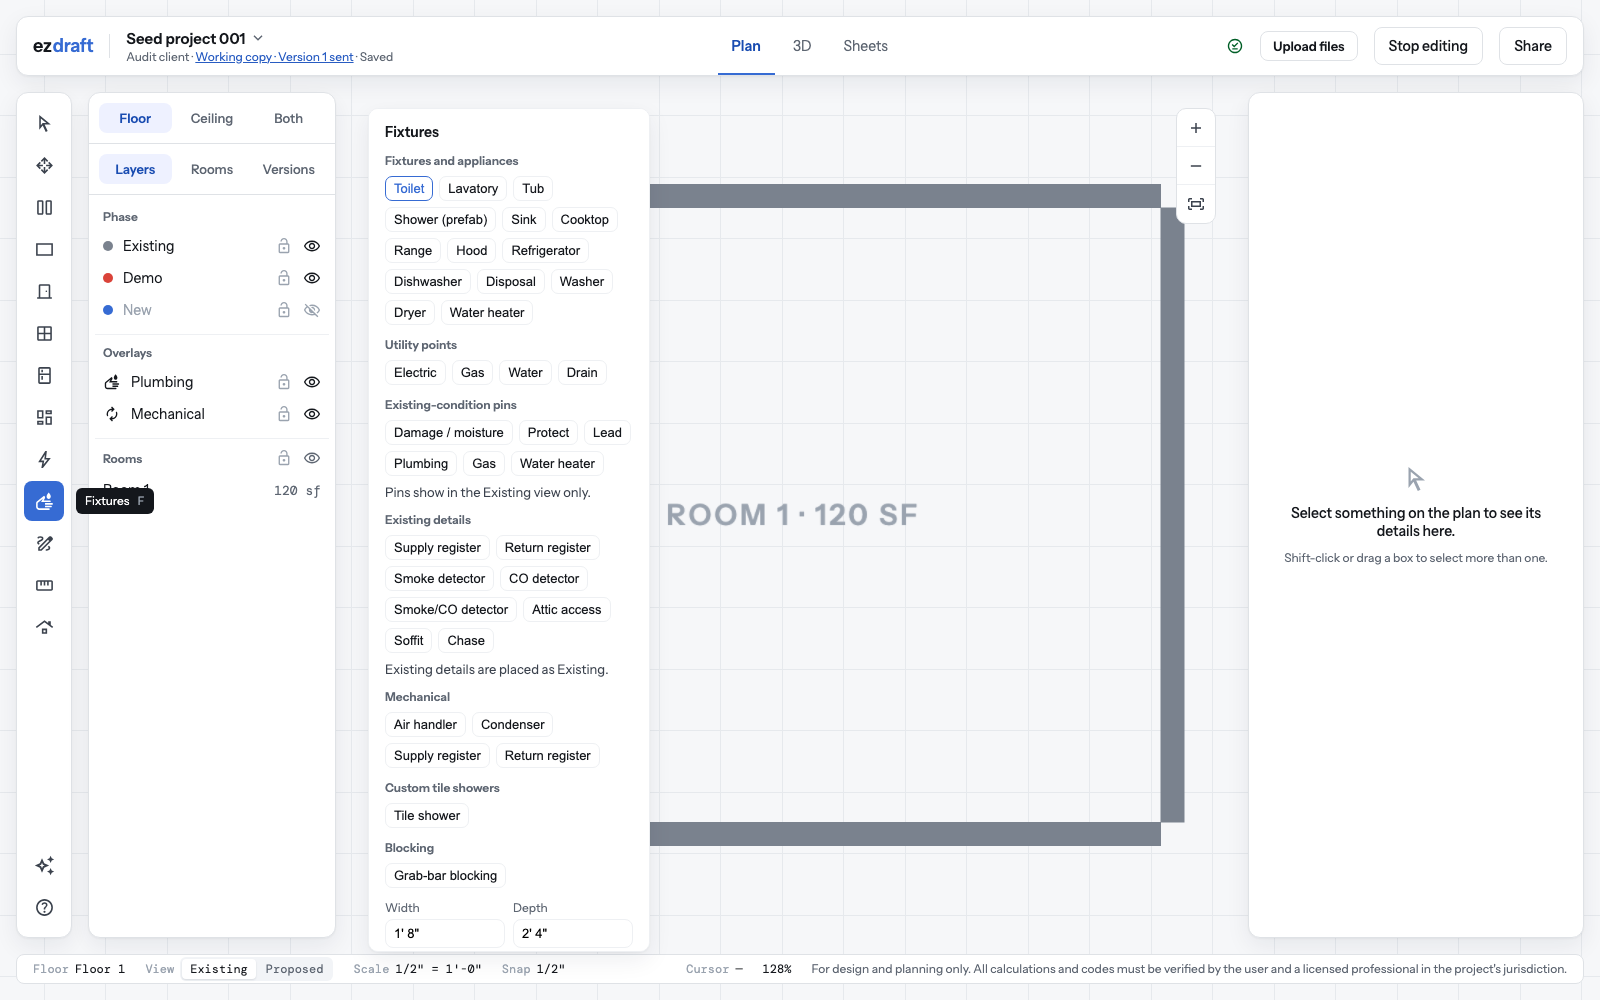 ezdraft
Seed project 001
Audit client · Working copy · Version 1 sent · Saved
Plan
3D
Sheets
Upload files
Stop editing
Share
Floor
Ceiling
Both
Layers
Rooms
Versions
Phase
Existing
Demo
New
Overlays
Plumbing
Mechanical
Rooms
120 sf
Fixtures F
Fixtures
Fixtures and appliances
Toilet Lavatory Tub
Shower (prefab) Sink Cooktop
Range Hood Refrigerator
Dishwasher Disposal Washer
Dryer Water heater
Utility points
Electric Gas Water Drain
Existing-condition pins
Damage / moisture Protect Lead
Plumbing Gas Water heater
Pins show in the Existing view only.
Existing details
Supply register Return register
Smoke detector CO detector
Smoke/CO detector Attic access
Soffit Chase
Existing details are placed as Existing.
Mechanical
Air handler Condenser
Supply register Return register
Custom tile showers
Tile shower
Blocking
Grab-bar blocking
Width Depth
1' 8" 2' 4"
ROOM 1 · 120 SF
Select something on the plan to see its
details here.
Shift-click or drag a box to select more than one.
Floor Floor 1 View Existing Proposed Scale 1/2" = 1'-0" Snap 1/2" Cursor — 128% For design and planning only. All calculations and codes must be verified by the user and a licensed professional in the project's jurisdiction.